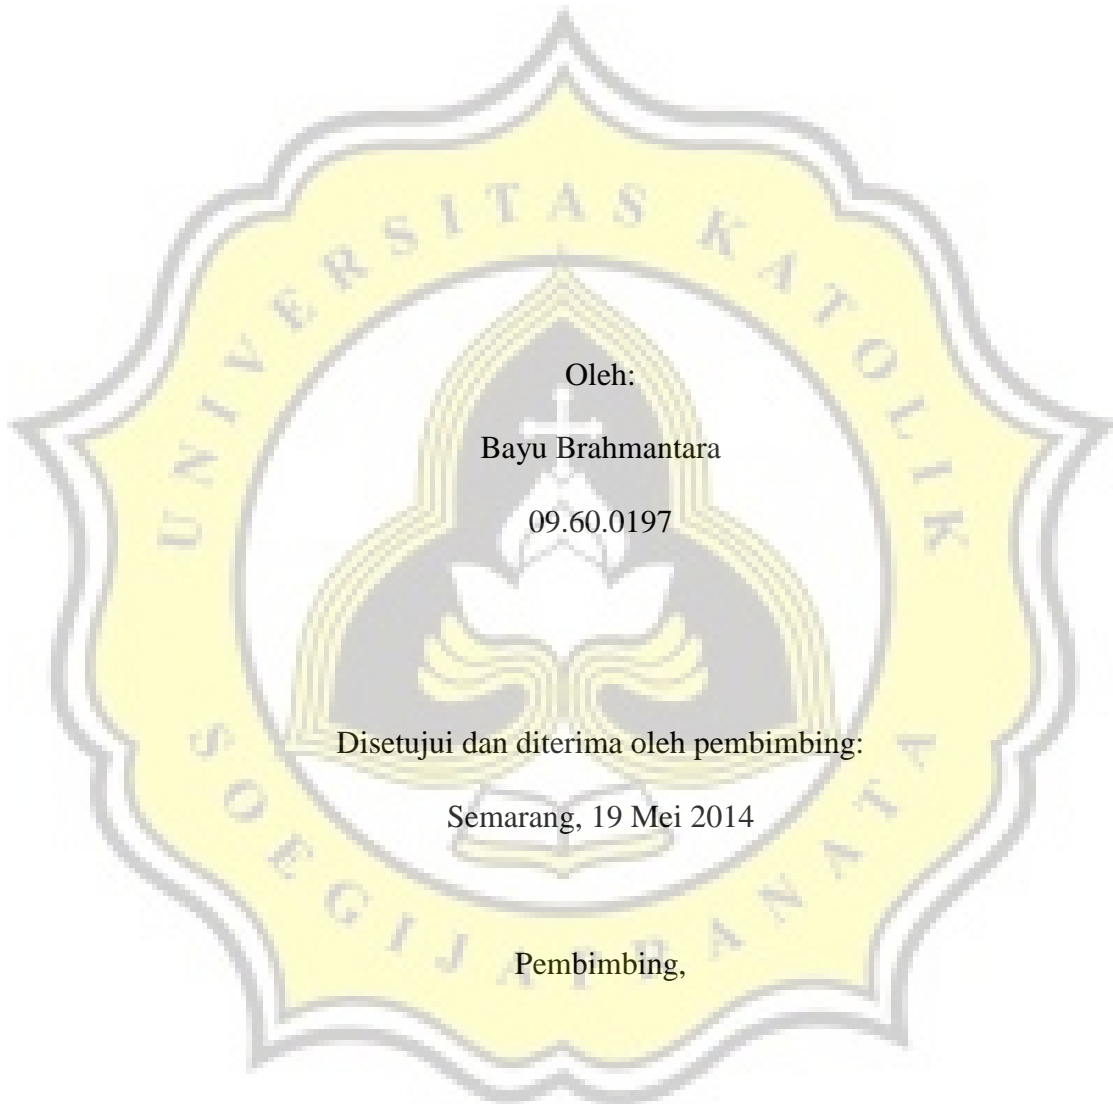 UNIVERSITAS KATOLIK
Oleh:
Bayu Brahmantara
09.60.0197
Disetujui dan diterima oleh pembimbing:
Semarang, 19 Mei 2014
SOEGIJAPRANATA
Pembimbing,